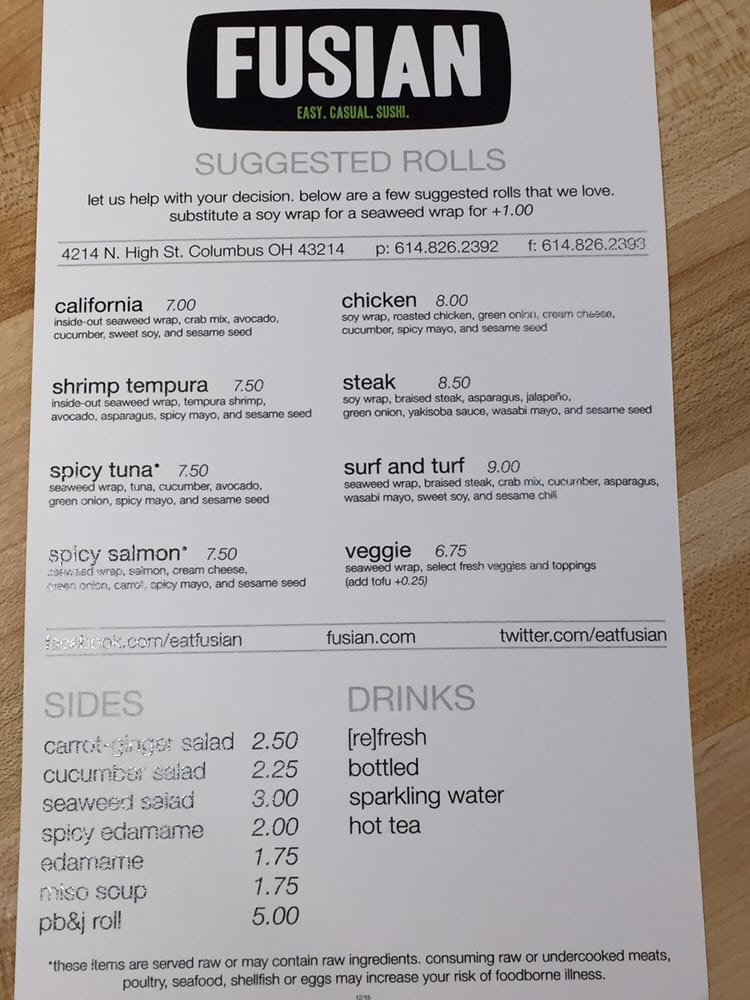 FUSIAN
EASY. CASUAL. SUSHI.
SUGGESTED ROLLS
let us help with your decision. below are a few suggested rolls that we love.
substitute a soy wrap for a seaweed wrap for +1.00
4214 N. High St. Columbus OH 43214 p: 614.826.2392 f: 614.826.2393
california 7.00
inside-out seaweed wrap, crab mix, avocado,
cucumber, sweet soy, and sesame seed
shrimp tempura 7.50
inside-out seaweed wrap, tempura shrimp,
avocado, asparagus, spicy mayo, and sesame seed
spicy tuna* 7.50
seaweed wrap, tuna, cucumber, avocado,
green onion, spicy mayo, and sesame seed
spicy salmon* 7.50
seaweed wrap, salmon, cream cheese,
green onion, carrot, spicy mayo, and sesame seed
chicken 8.00
soy wrap, roasted chicken, green onion, cream cheese,
cucumber, spicy mayo, and sesame seed
steak 8.50
soy wrap, braised steak, asparagus, jalapeño,
green onion, yakisoba sauce, wasabi mayo, and sesame seed
surf and turf 9.00
seaweed wrap, braised steak, crab mix, cucumber, asparagus,
wasabi mayo, sweet soy, and sesame chili
veggie 6.75
seaweed wrap, select fresh veggies and toppings
(add tofu +0.25)
facebook.com/eatfusian fusian.com twitter.com/eatfusian
SIDES
carrot-ginger salad 2.50
cucumber salad 2.25
seaweed salad 3.00
spicy edamame 2.00
edamame 1.75
miso soup 1.75
pb&j roll 5.00
DRINKS
[re]fresh
bottled
sparkling water
hot tea
*these items are served raw or may contain raw ingredients. consuming raw or undercooked meats,
poultry, seafood, shellfish or eggs may increase your risk of foodborne illness.
12/15